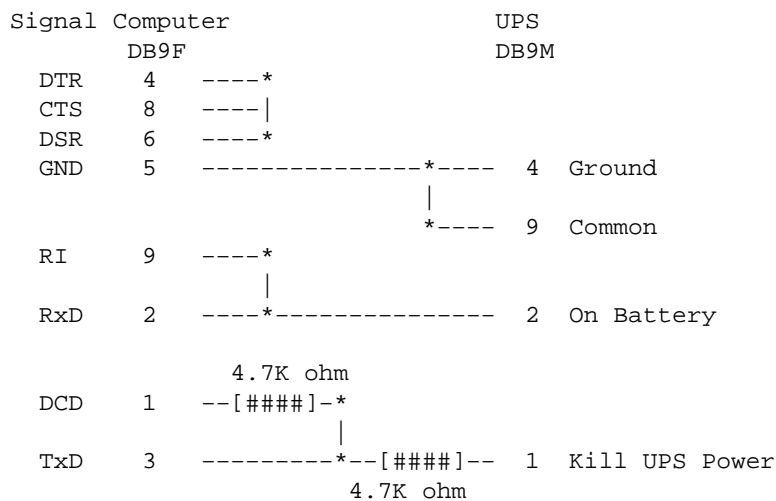 Signal Computer UPS
DB9F DB9M
DTR 4 ----*
CTS 8 ----|
DSR 6 ----*
GND 5 ---------------*---- 4 Ground
|
*---- 9 Common
RI 9 ----*
|
RxD 2 ----*--------------- 2 On Battery
4.7K ohm
DCD 1 --[####]-*
|
TxD 3 ---------*--[####]-- 1 Kill UPS Power
4.7K ohm